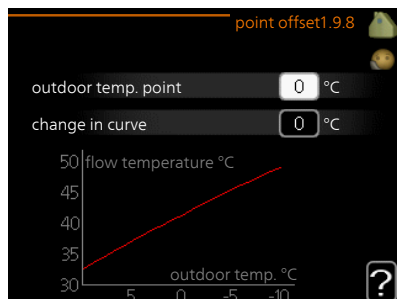 point offset1.9.8
outdoor temp. point 0 °C
change in curve 0 °C
50 flow temperature °C
45
40
35
outdoor temp. °C
30
5 0 -5 -10
?